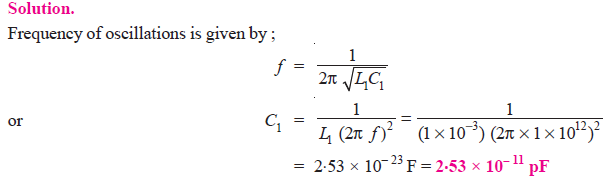 Solution.
Frequency of oscillations is given by ;
f = 1 / 2π √L₁C₁
or C₁ = 1 / L₁ (2π f)² = 1 / (1 × 10⁻³) (2π × 1 × 10¹²)²
= 2·53 × 10⁻²³ F = 2·53 × 10⁻¹¹ pF